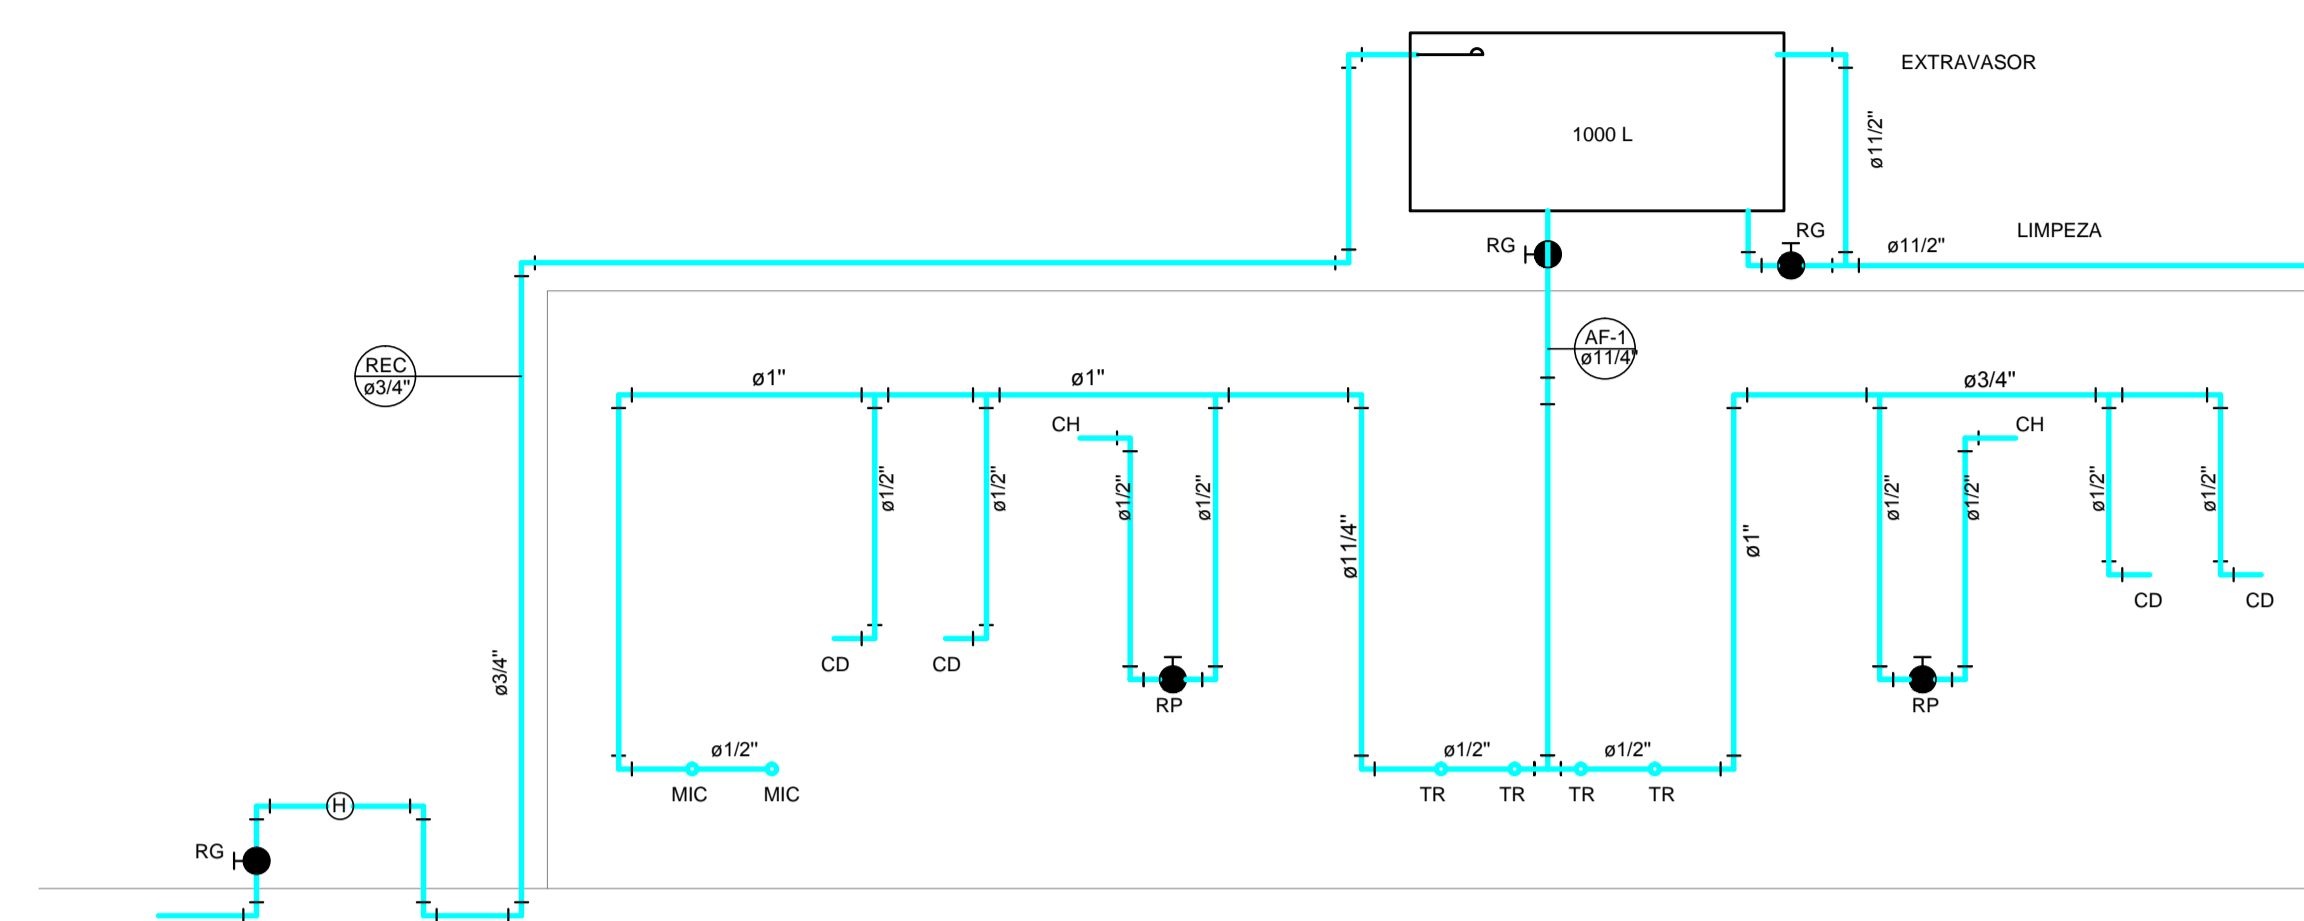 EXTRAVASOR
1000 L
ø11/2"
RG
LIMPEZA
RG
ø11/2"
AF-1
ø11/4"
REC
ø3/4"
ø1"
ø1"
ø3/4"
CH
CH
ø1/2"
ø1/2"
ø1/2"
ø1/2"
ø11/4"
ø1"
ø1/2"
ø1/2"
ø1/2"
ø1/2"
CD
CD
CD
CD
ø3/4"
RP
RP
ø1/2"
ø1/2"
ø1/2"
MIC
MIC
TR
TR
TR
TR
H
RG